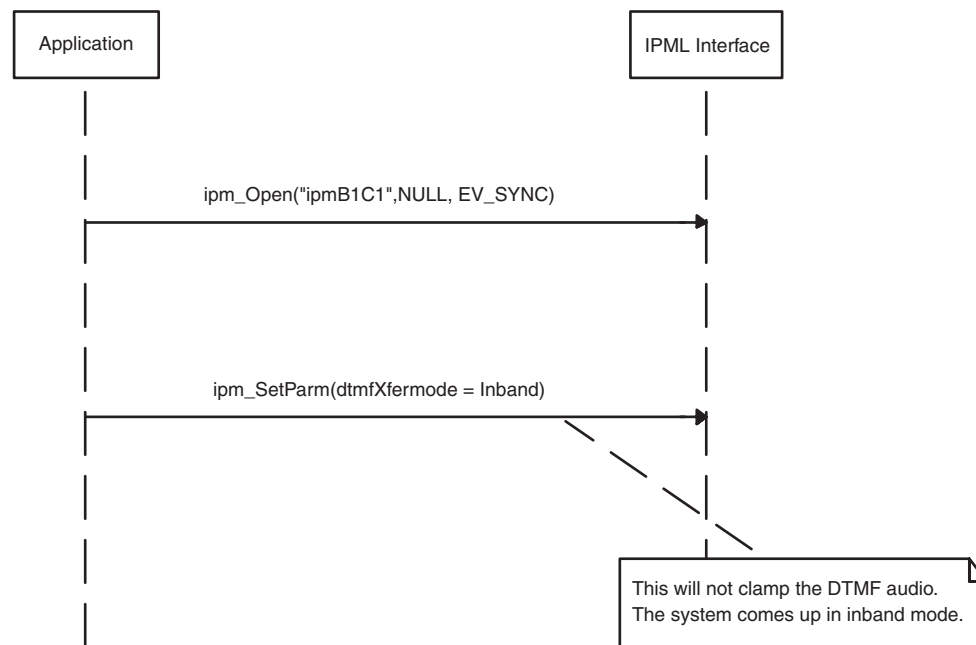 Application
IPML Interface
ipm_Open("ipmB1C1",NULL, EV_SYNC)
ipm_SetParm(dtmfXfermode = Inband)
This will not clamp the DTMF audio.
The system comes up in inband mode.